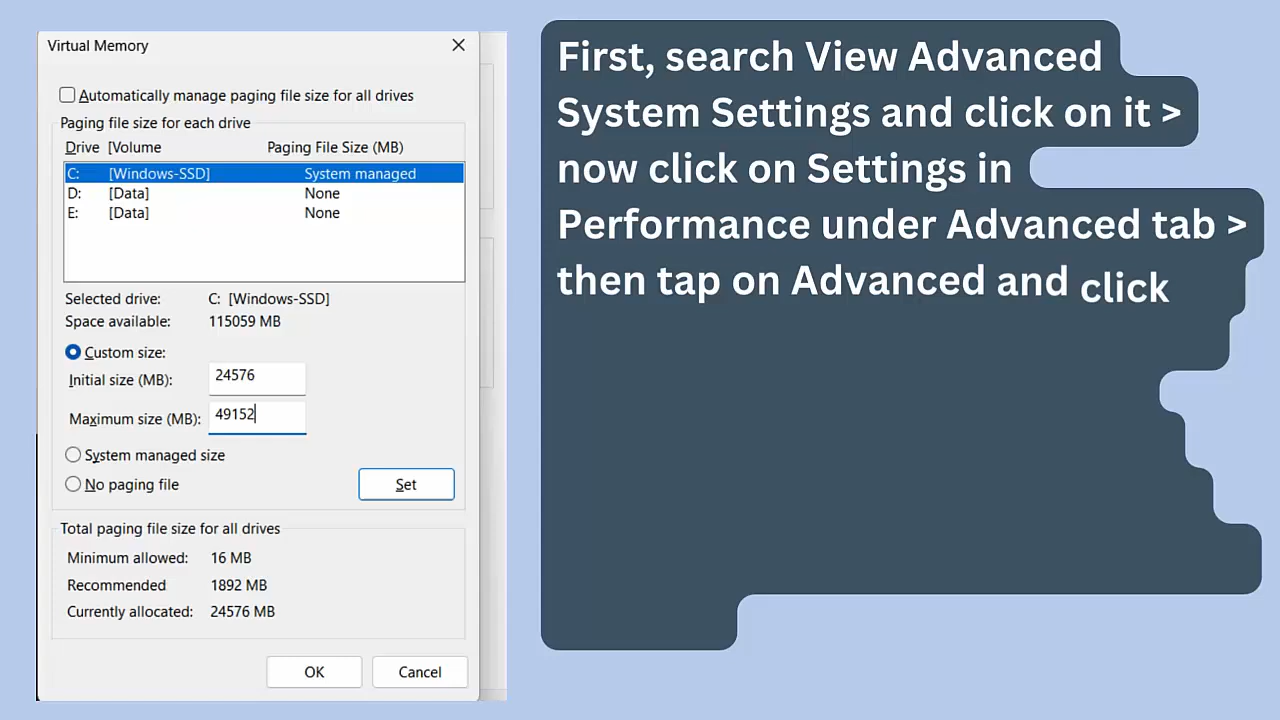 Virtual Memory
Automatically manage paging file size for all drives
Paging file size for each drive
Drive [Volume Paging File Size (MB)
C: [Windows-SSD] System managed
D: [Data] None
E: [Data] None
Selected drive: C: [Windows-SSD]
Space available: 115059 MB
Custom size:
Initial size (MB): 24576
Maximum size (MB): 49152
System managed size
No paging file
Set
Total paging file size for all drives
Minimum allowed: 16 MB
Recommended 1892 MB
Currently allocated: 24576 MB
OK Cancel
First, search View Advanced
System Settings and click on it >
now click on Settings in
Performance under Advanced tab >
then tap on Advanced and click